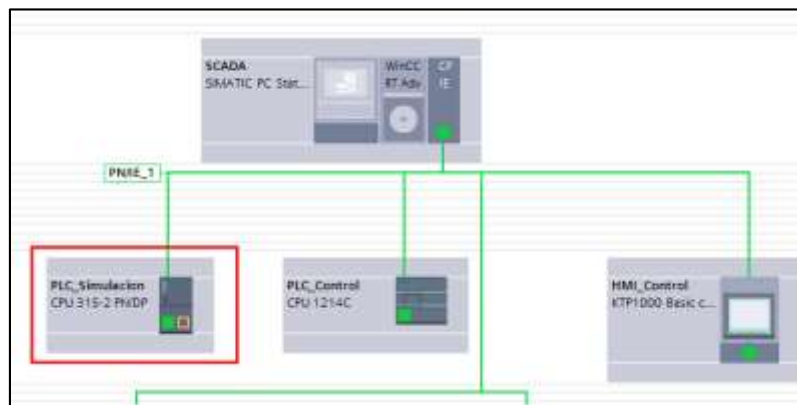 SCADA
SIMATIC PC Stat...
WinCC
RT Adv
CP
IE
PN/IE_1
PLC_Simulacion
CPU 315-2 PN/DP
PLC_Control
CPU 1214C
HMI_Control
KTP1000 Basic c...